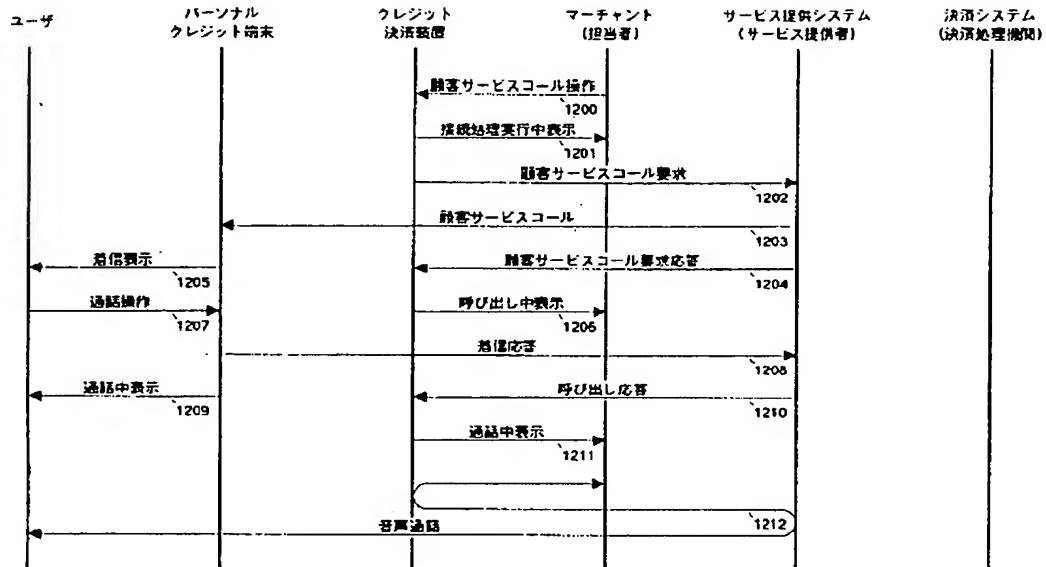 ユーザ
パーソナル
クレジット端末
クレジット
決済装置
マーチャント
(担当者)
サービス提供システム
(サービス提供者)
決済システム
(決済処理機関)
顧客サービスコール操作
1200
接続処理実行中表示
1201
顧客サービスコール要求
1202
顧客サービスコール
1203
着信表示
1205
顧客サービスコール要求応答
1204
通話操作
1207
呼び出し中表示
1206
着信応答
1208
通話中表示
1209
呼び出し応答
1210
通話中表示
1211
音声通話
1212